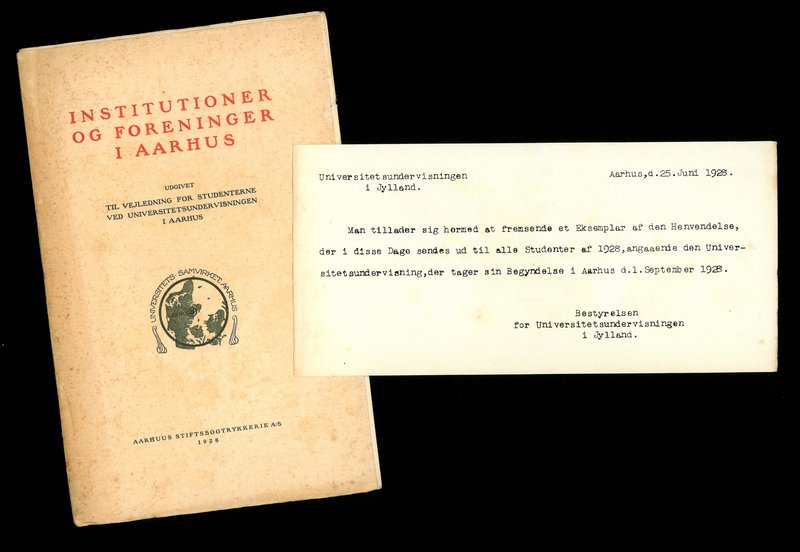 INSTITUTIONER
OG FORENINGER
I AARHUS
UDGIVET
TIL VEJLEDNING FOR STUDENTERNE
VED UNIVERSITETSUNDERVISNINGEN
I AARHUS
UNIVERSITETS-SAMVIRKET. AARHUS
AARHUUS STIFTSBOGTRYKKERIE A/S
1928
Universitetsundervisningen
i Jylland.
Aarhus,d.25.Juni 1928.
Man tillader sig hermed at fremsende et Eksemplar af den Henvendelse,
der i disse Dage sendes ud til alle Studenter af 1928,angaaende den Univer-
sitetsundervisning,der tager sin Begyndelse i Aarhus d.1.September 1928.
Bestyrelsen
for Universitetsundervisningen
i Jylland.